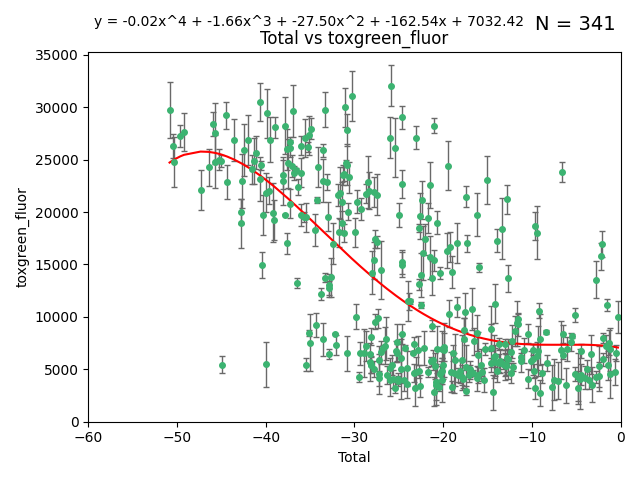 y = -0.02x^4 + -1.66x^3 + -27.50x^2 + -162.54x + 7032.42 N = 341
Total vs toxgreen_fluor
35000
30000
25000
20000
15000
10000
5000
0
toxgreen_fluor
−60 −50 −40 −30 −20 −10 0
Total